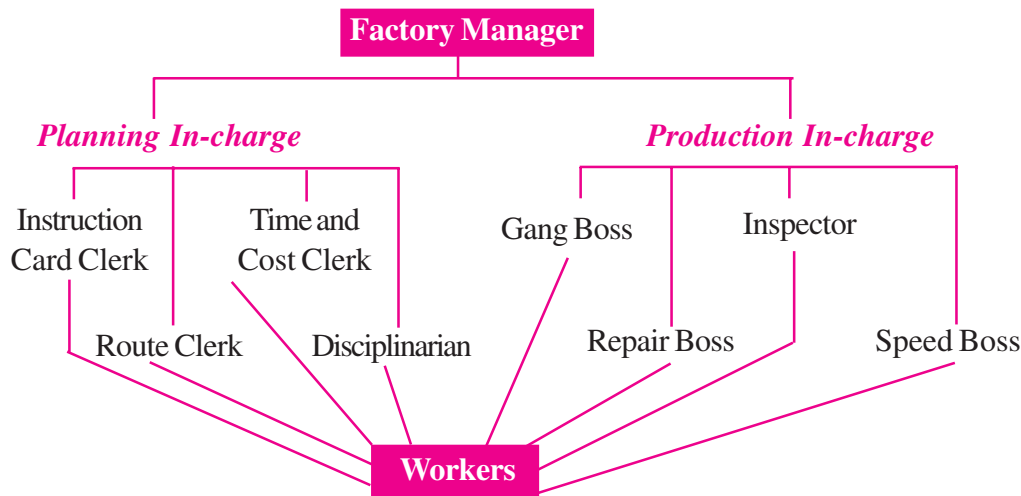 Factory Manager
Planning In-charge
Production In-charge
Instruction
Card Clerk
Time and
Cost Clerk
Gang Boss
Inspector
Route Clerk
Disciplinarian
Repair Boss
Speed Boss
Workers